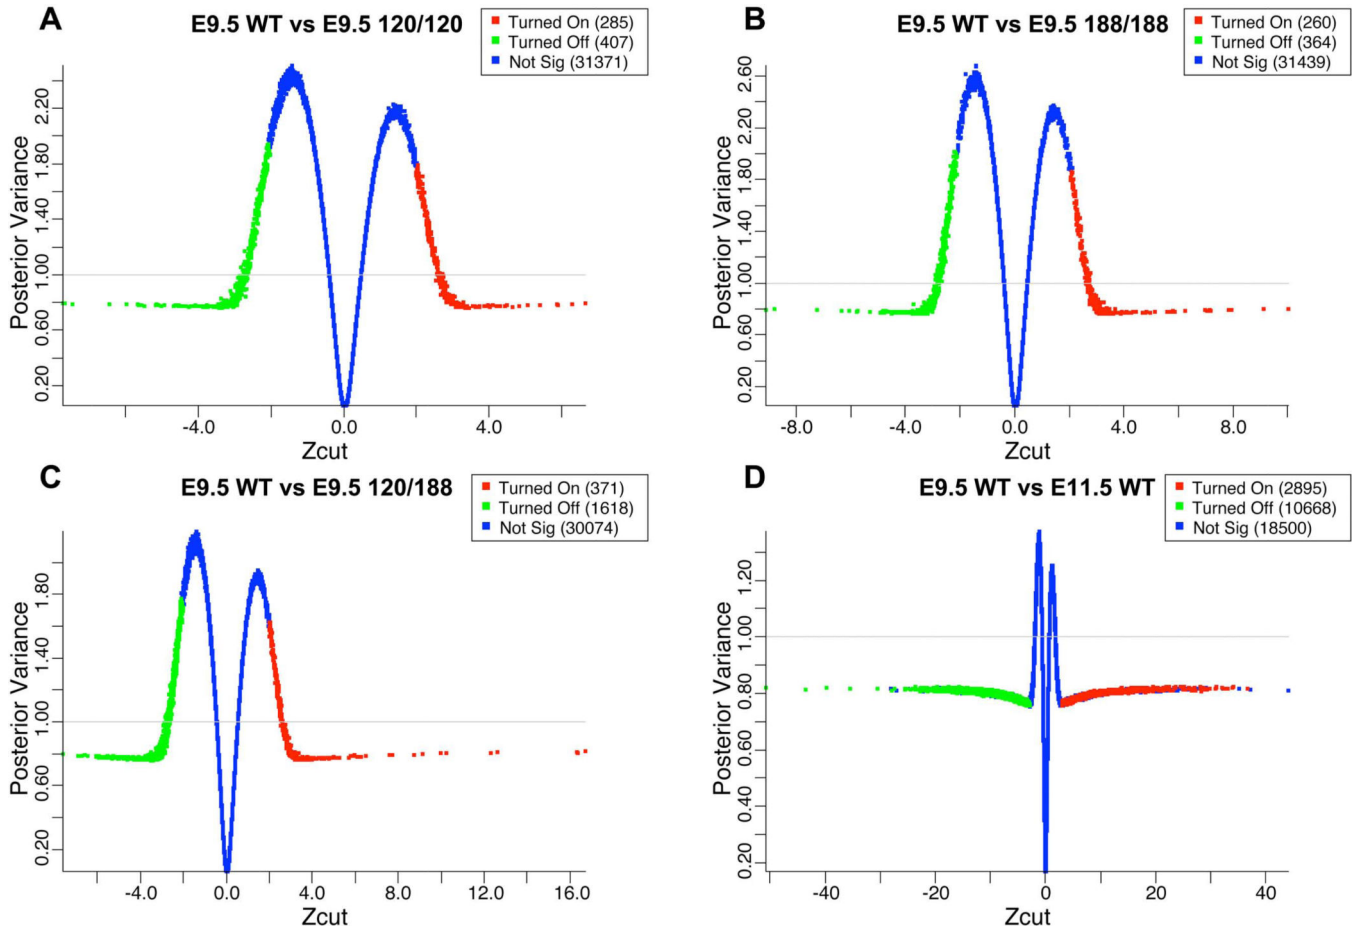 A
E9.5 WT vs E9.5 120/120
Turned On (285)
Turned Off (407)
Not Sig (31371)
Posterior Variance
2.20
1.80
1.40
1.00
0.60
0.20
-4.0 0.0 4.0
Zcut
B
E9.5 WT vs E9.5 188/188
Turned On (260)
Turned Off (364)
Not Sig (31439)
Posterior Variance
2.60
2.20
1.80
1.40
1.00
0.60
0.20
-8.0 -4.0 0.0 4.0 8.0
Zcut
C
E9.5 WT vs E9.5 120/188
Turned On (371)
Turned Off (1618)
Not Sig (30074)
Posterior Variance
1.80
1.40
1.00
0.60
0.20
-4.0 0.0 4.0 8.0 12.0 16.0
Zcut
D
E9.5 WT vs E11.5 WT
Turned On (2895)
Turned Off (10668)
Not Sig (18500)
Posterior Variance
1.20
1.00
0.80
0.60
0.40
0.20
-40 -20 0 20 40
Zcut